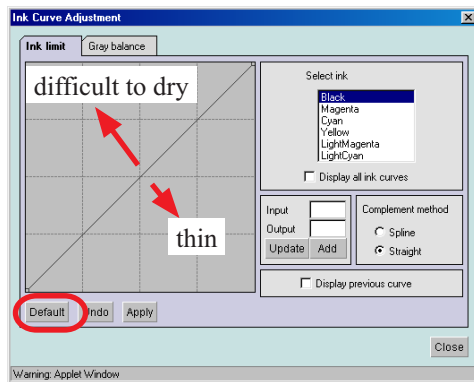 Ink Curve Adjustment
Ink limit
Gray balance
difficult to dry
thin
Select ink
Black
Magenta
Cyan
Yellow
LightMagenta
LightCyan
Display all ink curves
Input
Output
Update Add
Complement method
Spline
Straight
Display previous curve
Default Undo Apply
Close
Warning: Applet Window